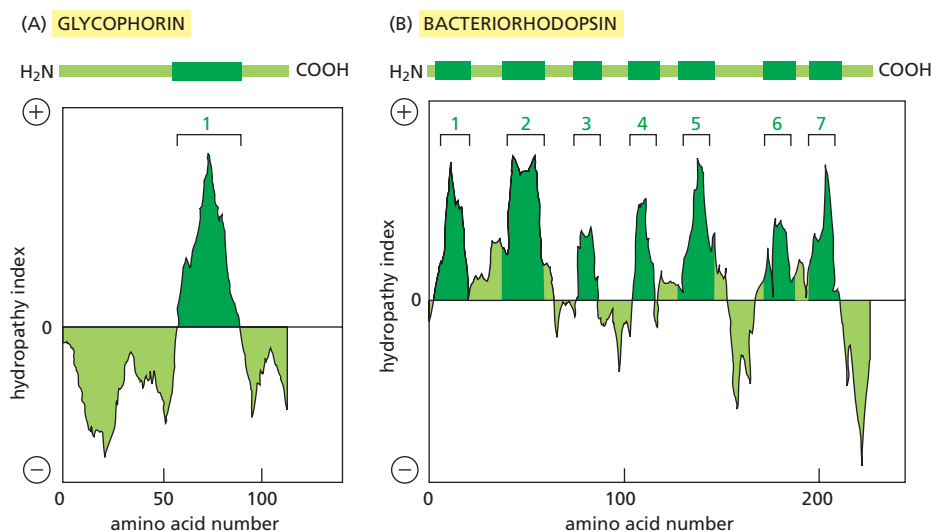 (A) GLYCOPHORIN
H₂N COOH
+
1
hydropathy index
0
−
0 50 100
amino acid number
(B) BACTERIORHODOPSIN
H₂N COOH
+
1 2 3 4 5 6 7
hydropathy index
0
−
0 100 200
amino acid number